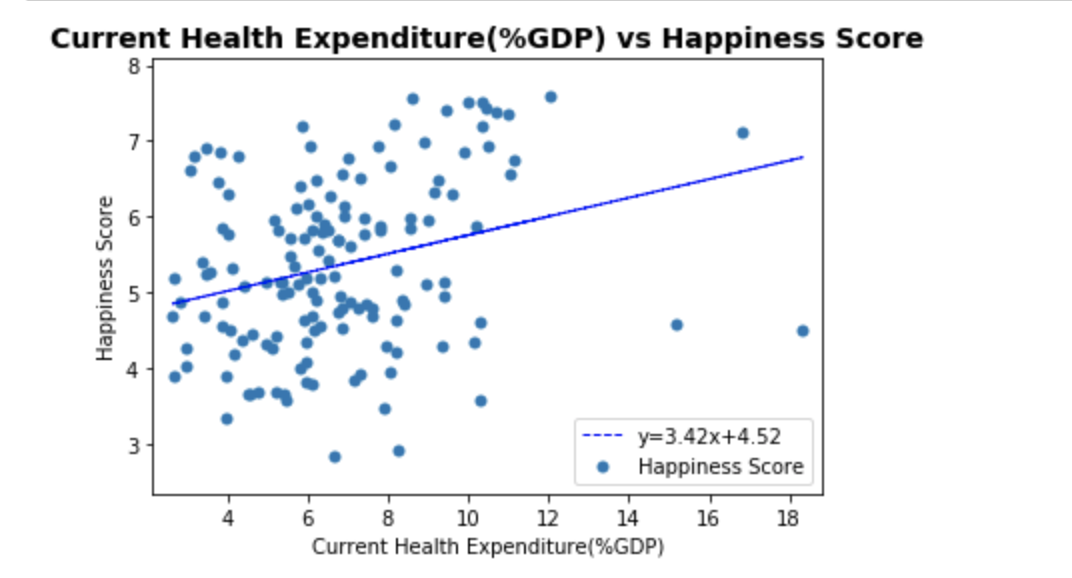 Current Health Expenditure(%GDP) vs Happiness Score
8
7
6
5
4
3
Happiness Score
y=3.42x+4.52
Happiness Score
4 6 8 10 12 14 16 18
Current Health Expenditure(%GDP)